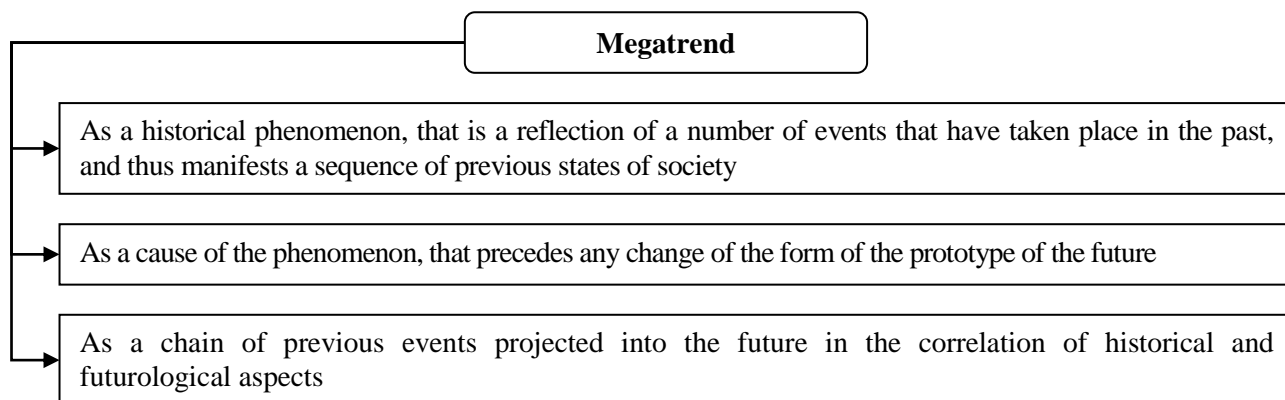 Megatrend
As a historical phenomenon, that is a reflection of a number of events that have taken place in the past,
and thus manifests a sequence of previous states of society
As a cause of the phenomenon, that precedes any change of the form of the prototype of the future
As a chain of previous events projected into the future in the correlation of historical and
futurological aspects